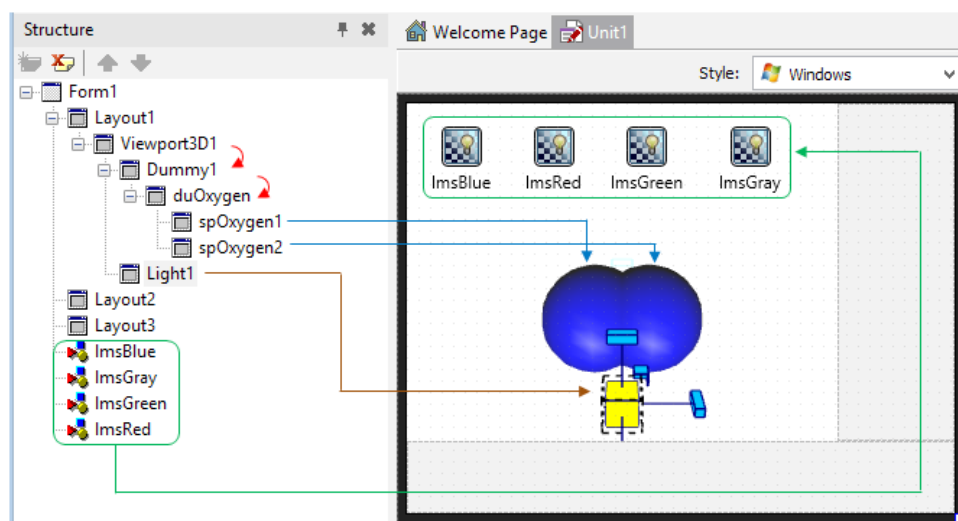 Structure
Welcome Page
Unit1
Style:
Windows
Form1
Layout1
Viewport3D1
Dummy1
duOxygen
spOxygen1
spOxygen2
Light1
Layout2
Layout3
lmsBlue
lmsGray
lmsGreen
lmsRed
lmsBlue lmsRed lmsGreen lmsGray